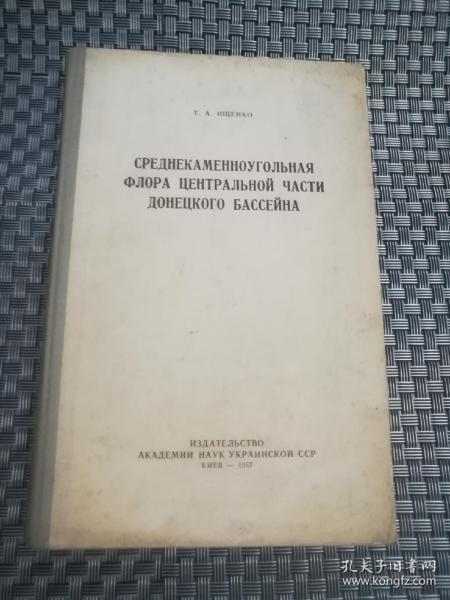 Т. А. ИЩЕНКО
СРЕДНЕКАМЕННОУГОЛЬНАЯ
ФЛОРА ЦЕНТРАЛЬНОЙ ЧАСТИ
ДОНЕЦКОГО БАССЕЙНА
ИЗДАТЕЛЬСТВО
АКАДЕМИИ НАУК УКРАИНСКОЙ ССР
КИЕВ — 1957
孔夫子旧书网
www.kongfz.com